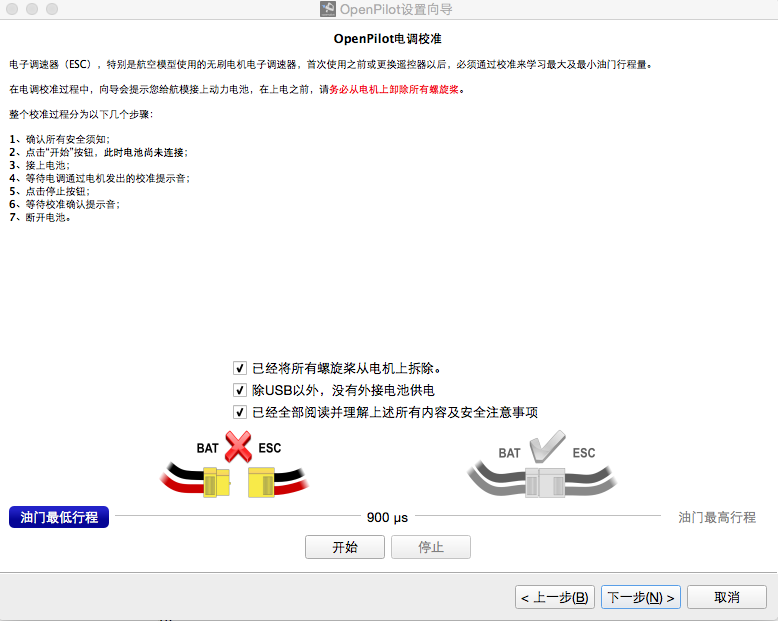 OpenPilot设置向导
OpenPilot电调校准
电子调速器（ESC），特别是航空模型使用的无刷电机电子调速器，首次使用之前或更换遥控器以后，必须通过校准来学习最大及最小油门行程量。
在电调校准过程中，向导会提示您给航模接上动力电池，在上电之前，请务必从电机上卸除所有螺旋桨。
整个校准过程分为以下几个步骤：
1、确认所有安全须知；
2、点击“开始”按钮，此时电池尚未连接；
3、接上电池；
4、等待电调通过电机发出的校准提示音；
5、点击停止按钮；
6、等待校准确认提示音；
7、断开电池。
已经将所有螺旋桨从电机上拆除。
除USB以外，没有外接电池供电
已经全部阅读并理解上述所有内容及安全注意事项
BAT ESC BAT ESC
油门最低行程 900 µs 油门最高行程
开始 停止
< 上一步(B) 下一步(N) > 取消